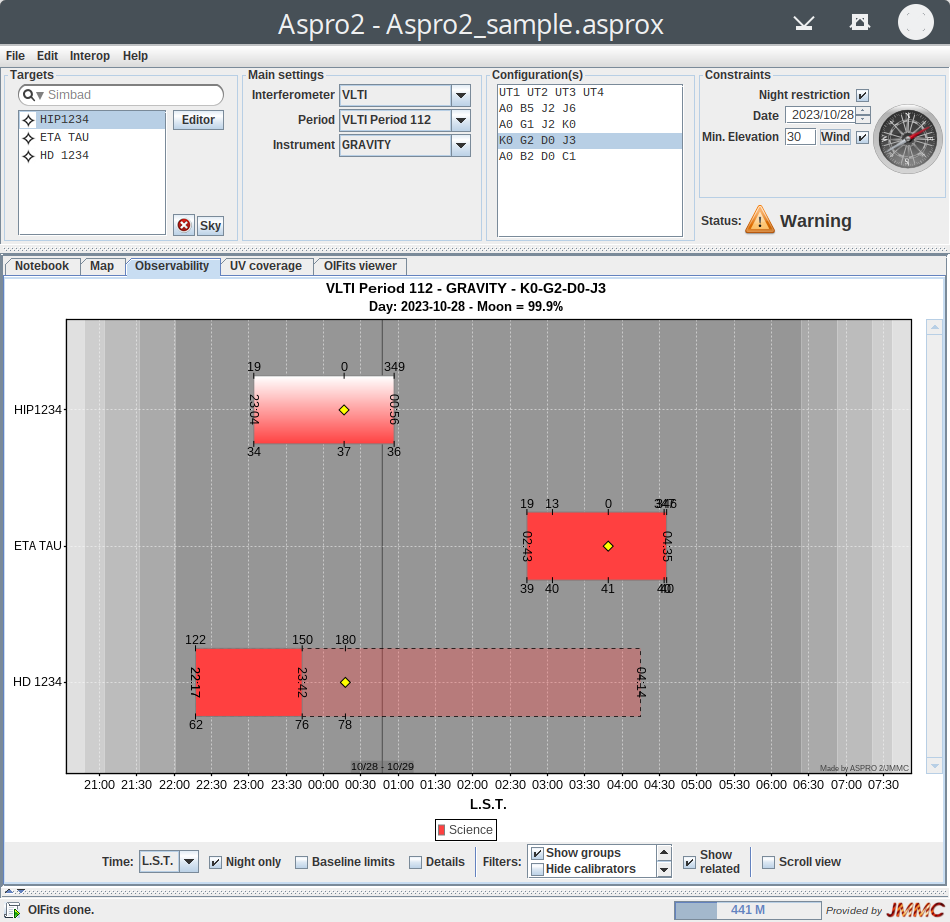 Aspro2 - Aspro2_sample.asprox
File Edit Interop Help
Targets
Simbad
HIP1234
ETA TAU
HD 1234
Editor
Sky
Main settings
Interferometer VLTI
Period VLTI Period 112
Instrument GRAVITY
Configuration(s)
UT1 UT2 UT3 UT4
A0 B5 J2 J6
A0 G1 J2 K0
K0 G2 D0 J3
A0 B2 D0 C1
Constraints
Night restriction
Date 2023/10/28
Min. Elevation 30 Wind
Status: Warning
Notebook Map Observability UV coverage OIFits viewer
VLTI Period 112 - GRAVITY - K0-G2-D0-J3
Day: 2023-10-28 - Moon = 99.9%
19 0 349
HIP1234 23:04 00:56
34 37 36
19 13 0 346
ETA TAU 02:43 04:35
39 40 41 40
122 150 180
HD 1234 22:17 23:42 04:14
62 76 78
10/28 - 10/29
Made by ASPRO 2/JMMC
21:00 21:30 22:00 22:30 23:00 23:30 00:00 00:30 01:00 01:30 02:00 02:30 03:00 03:30 04:00 04:30 05:00 05:30 06:00 06:30 07:00 07:30
L.S.T.
Science
Time: L.S.T. Night only Baseline limits Details Filters: Show groups
Hide calibrators
Show related
Scroll view
OIFits done.
441 M
Provided by JMMC